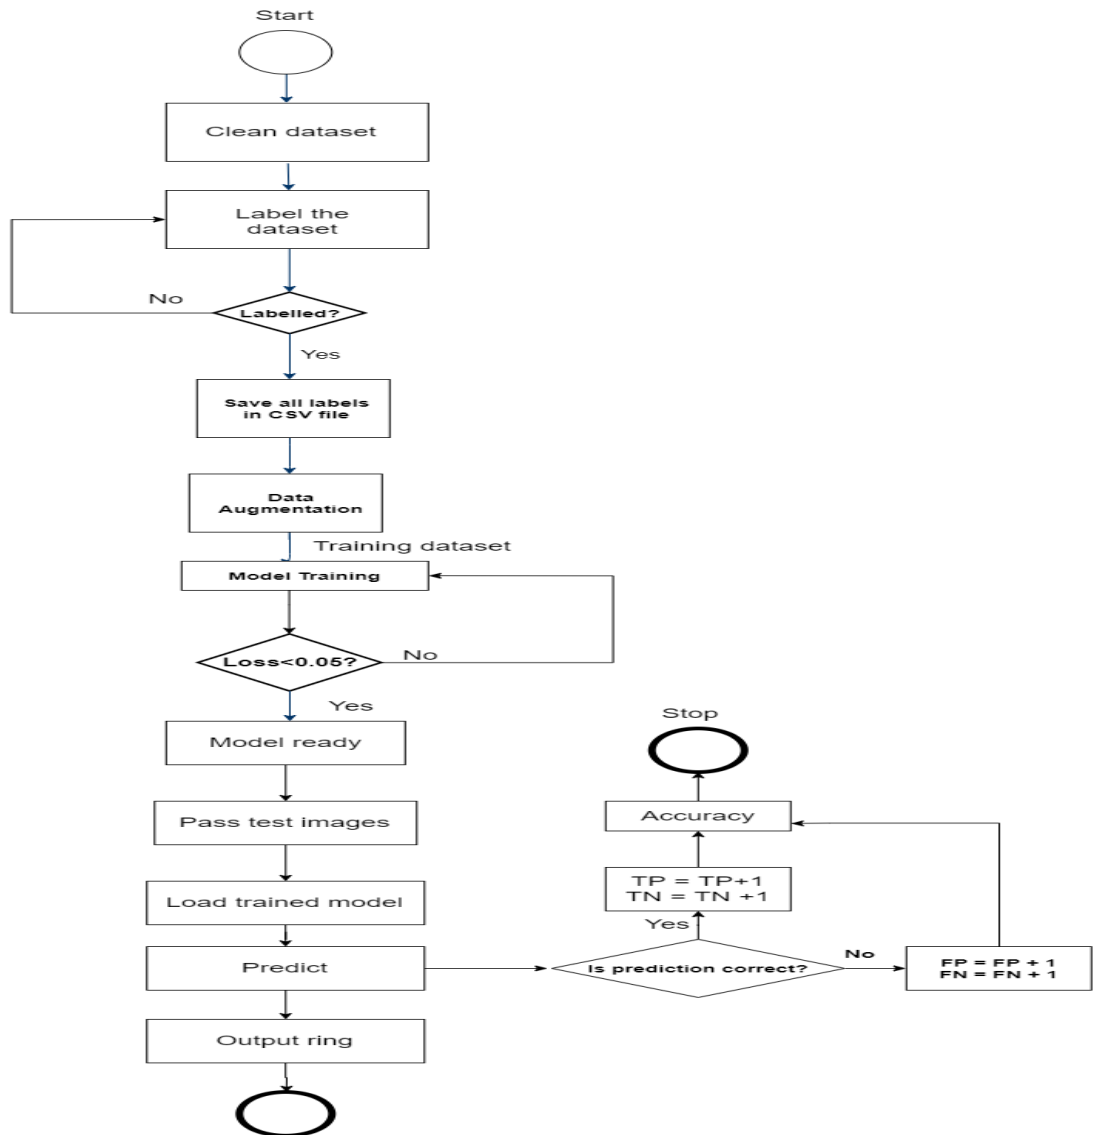 Start
Clean dataset
Label the
dataset
No
Labelled?
Yes
Save all labels
in CSV file
Data
Augmentation
Training dataset
Model Training
Loss<0.05?
No
Yes
Model ready
Pass test images
Load trained model
Predict
Output ring
Stop
Accuracy
TP = TP+1
TN = TN +1
Yes
Is prediction correct?
No
FP = FP + 1
FN = FN + 1